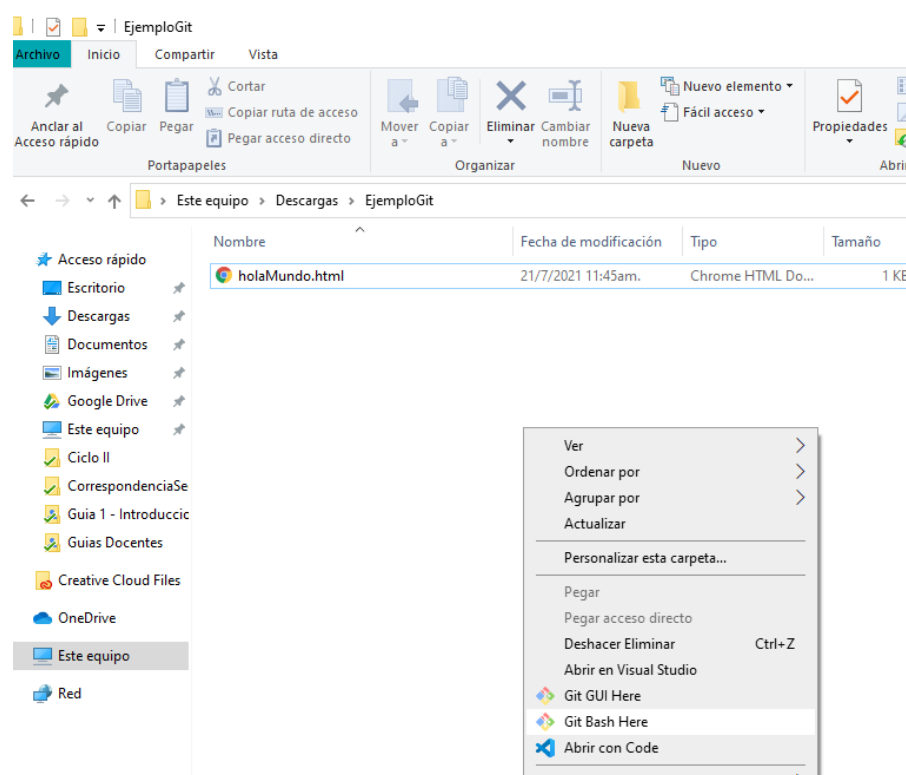 EjemploGit
Archivo Inicio Compartir Vista
Anclar al Acceso rápido
Copiar
Pegar
Cortar
Copiar ruta de acceso
Pegar acceso directo
Portapapeles
Mover a
Copiar a
Eliminar
Cambiar nombre
Organizar
Nueva carpeta
Nuevo elemento
Fácil acceso
Nuevo
Propiedades
Abrir
Este equipo > Descargas > EjemploGit
Nombre Fecha de modificación Tipo Tamaño
holaMundo.html 21/7/2021 11:45am. Chrome HTML Do... 1 KB
Acceso rápido
Escritorio
Descargas
Documentos
Imágenes
Google Drive
Este equipo
Ciclo II
CorrespondenciaSe
Guia 1 - Introduccic
Guias Docentes
Creative Cloud Files
OneDrive
Este equipo
Red
Ver
Ordenar por
Agrupar por
Actualizar
Personalizar esta carpeta...
Pegar
Pegar acceso directo
Deshacer Eliminar Ctrl+Z
Abrir en Visual Studio
Git GUI Here
Git Bash Here
Abrir con Code